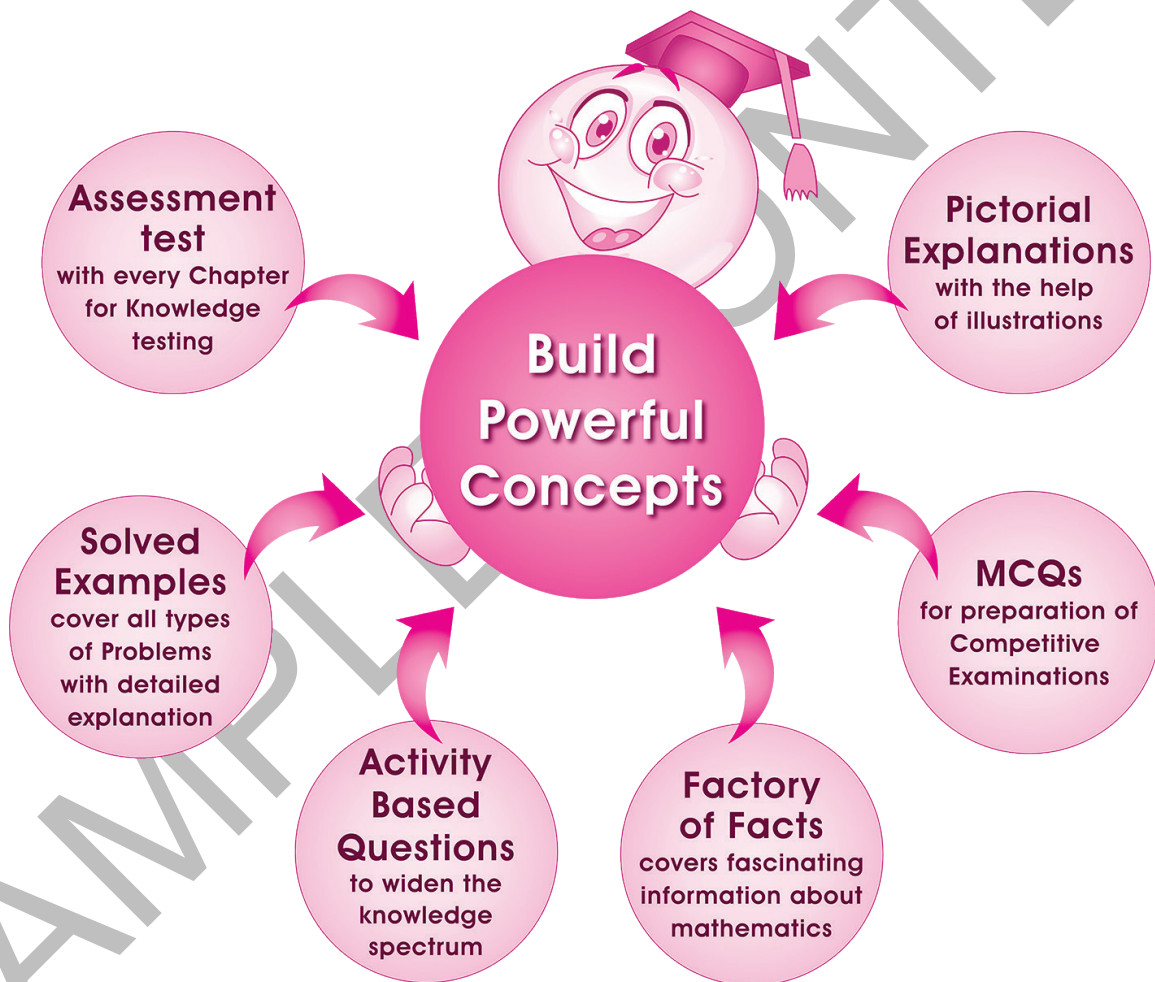 Assessment
test
with every Chapter
for Knowledge
testing
Pictorial
Explanations
with the help
of illustrations
Build
Powerful
Concepts
Solved
Examples
cover all types
of Problems
with detailed
explanation
MCQs
for preparation of
Competitive
Examinations
Activity
Based
Questions
to widen the
knowledge
spectrum
Factory
of Facts
covers fascinating
information about
mathematics